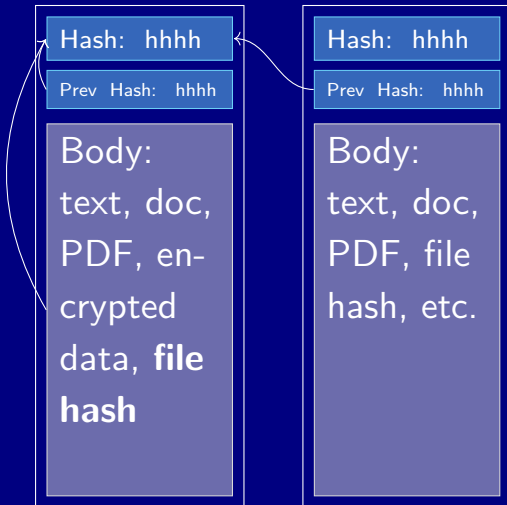 Hash: hhhh
Prev Hash: hhhh
Body:
text, doc,
PDF, en-
crypted
data, file
hash
Hash: hhhh
Prev Hash: hhhh
Body:
text, doc,
PDF, file
hash, etc.